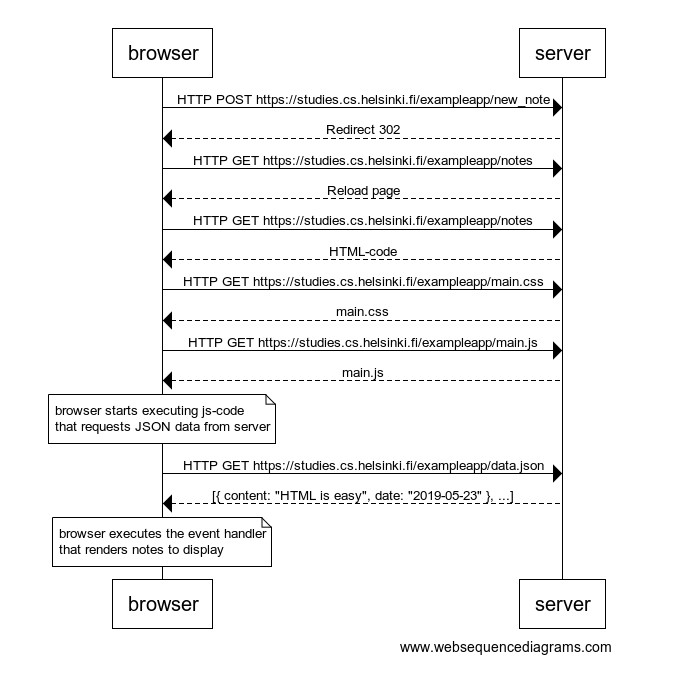 browser
server
HTTP POST https://studies.cs.helsinki.fi/exampleapp/new_note
Redirect 302
HTTP GET https://studies.cs.helsinki.fi/exampleapp/notes
Reload page
HTTP GET https://studies.cs.helsinki.fi/exampleapp/notes
HTML-code
HTTP GET https://studies.cs.helsinki.fi/exampleapp/main.css
main.css
HTTP GET https://studies.cs.helsinki.fi/exampleapp/main.js
main.js
browser starts executing js-code
that requests JSON data from server
HTTP GET https://studies.cs.helsinki.fi/exampleapp/data.json
[{ content: "HTML is easy", date: "2019-05-23" }, ...]
browser executes the event handler
that renders notes to display
browser
server
www.websequencediagrams.com